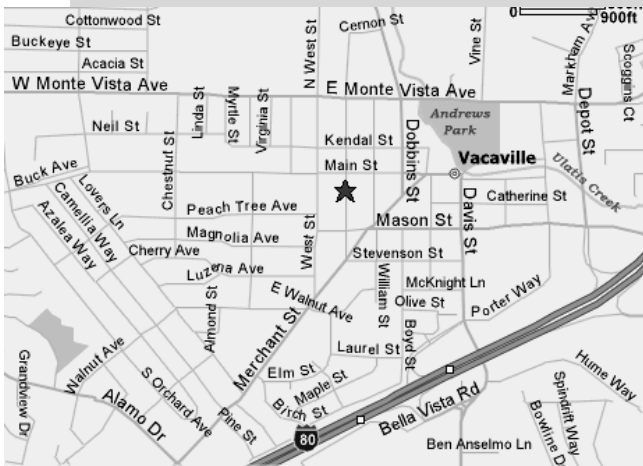 Cottonwood St
Cernon St
0
900ft
Buckeye St
Vine St
Markham Ave
Scoggins Ct
Acacia St
N West St
W Monte Vista Ave
E Monte Vista Ave
Linda St
Myrtle St
Virginia St
Andrews
Park
Depot St
Neil St
Kendal St
Dobbins St
Chestnut St
Main St
Vacaville
Ulatis Creek
Buck Ave
Lovers Ln
Camellia Way
Azalea Way
Peach Tree Ave
Catherine St
Davis St
Mason St
Magnolia Ave
West St
Cherry Ave
Stevenson St
Luzena Ave
William St
McKnight Ln
Porter Way
E Walnut Ave
Olive St
Almond St
Merchant St
Boyd St
Walnut Ave
Laurel St
Grandview Dr
Elm St
Maple St
Hume Way
S Orchard Ave
Birch St
Bella Vista Rd
Spindrift Way
Bowline D
Alamo Dr
Pine St
80
Ben Anselmo Ln